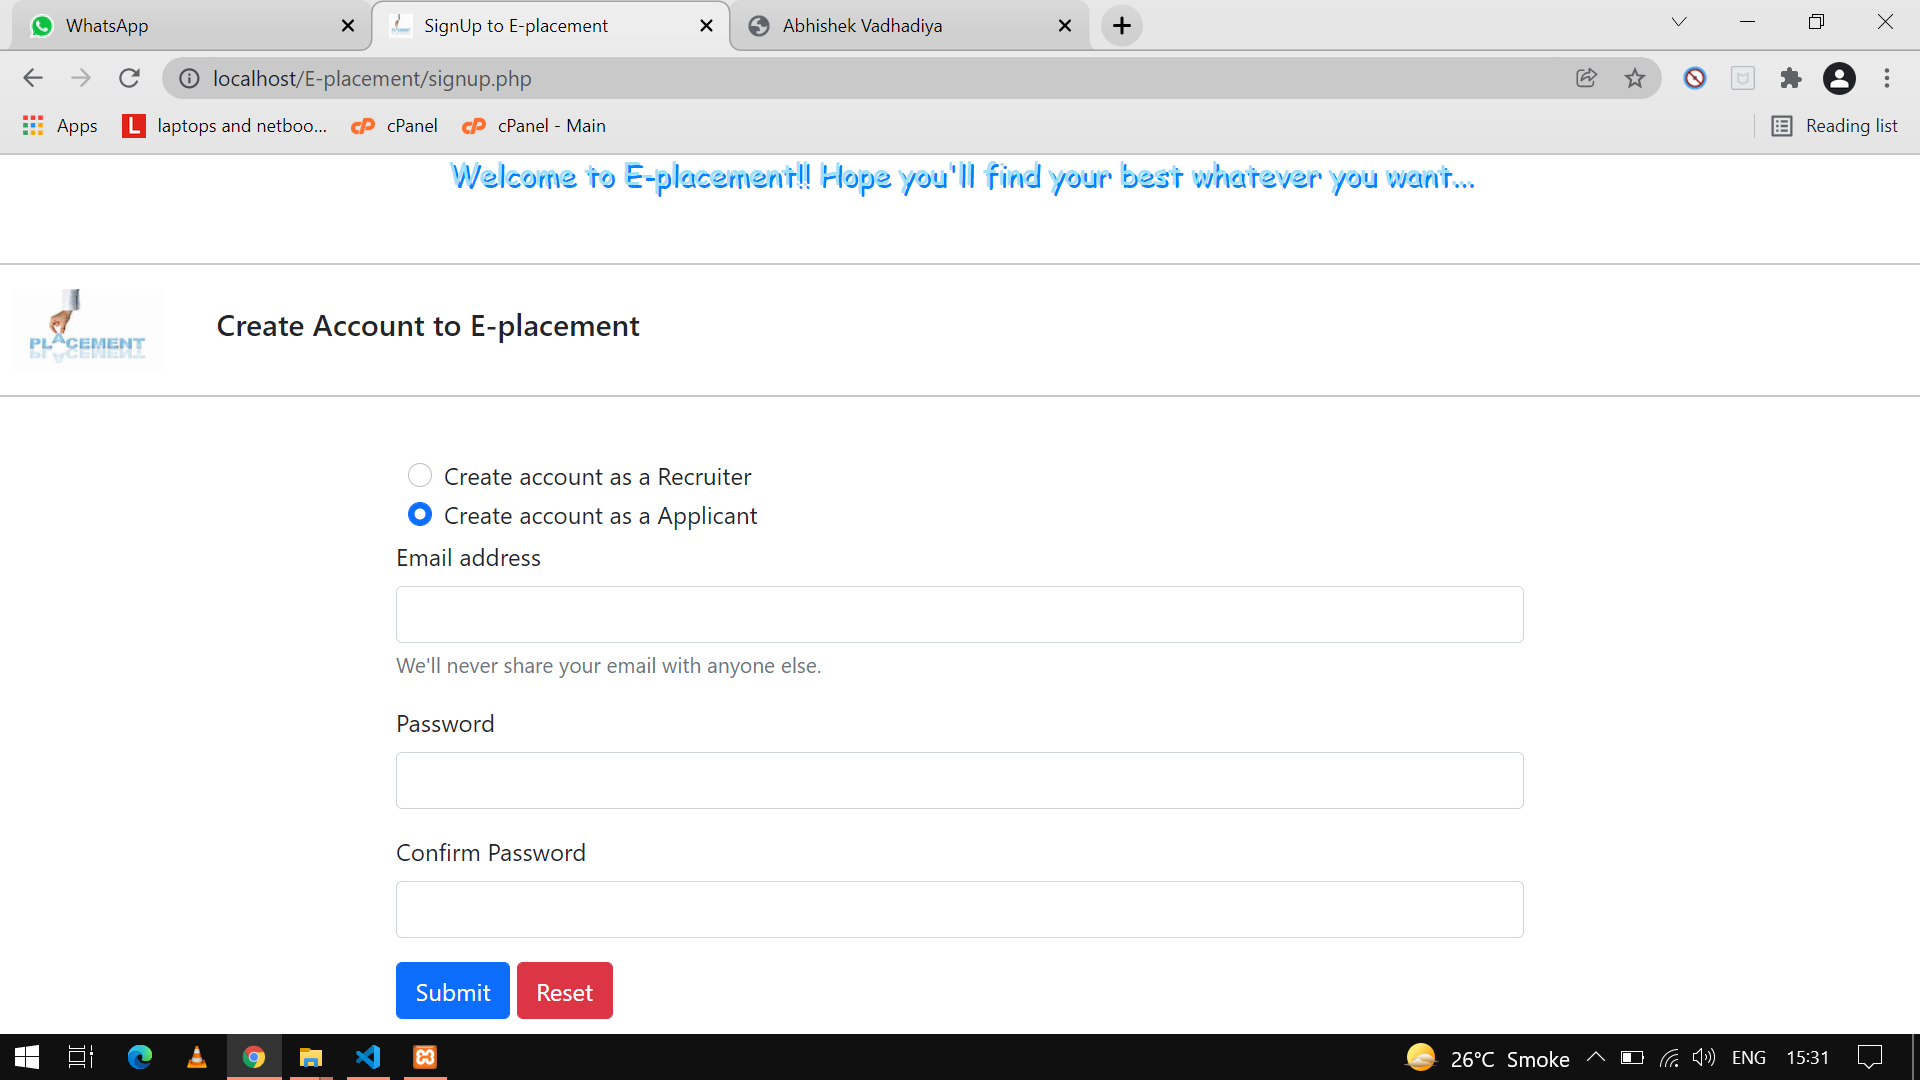 WhatsApp
SignUp to E-placement
Abhishek Vadhadiya
localhost/E-placement/signup.php
Apps
laptops and netboo...
cPanel
cPanel - Main
Reading list
Welcome to E-placement!! Hope you'll find your best whatever you want...
PLACEMENT
Create Account to E-placement
Create account as a Recruiter
Create account as a Applicant
Email address
We'll never share your email with anyone else.
Password
Confirm Password
Submit
Reset
26°C Smoke
ENG
15:31